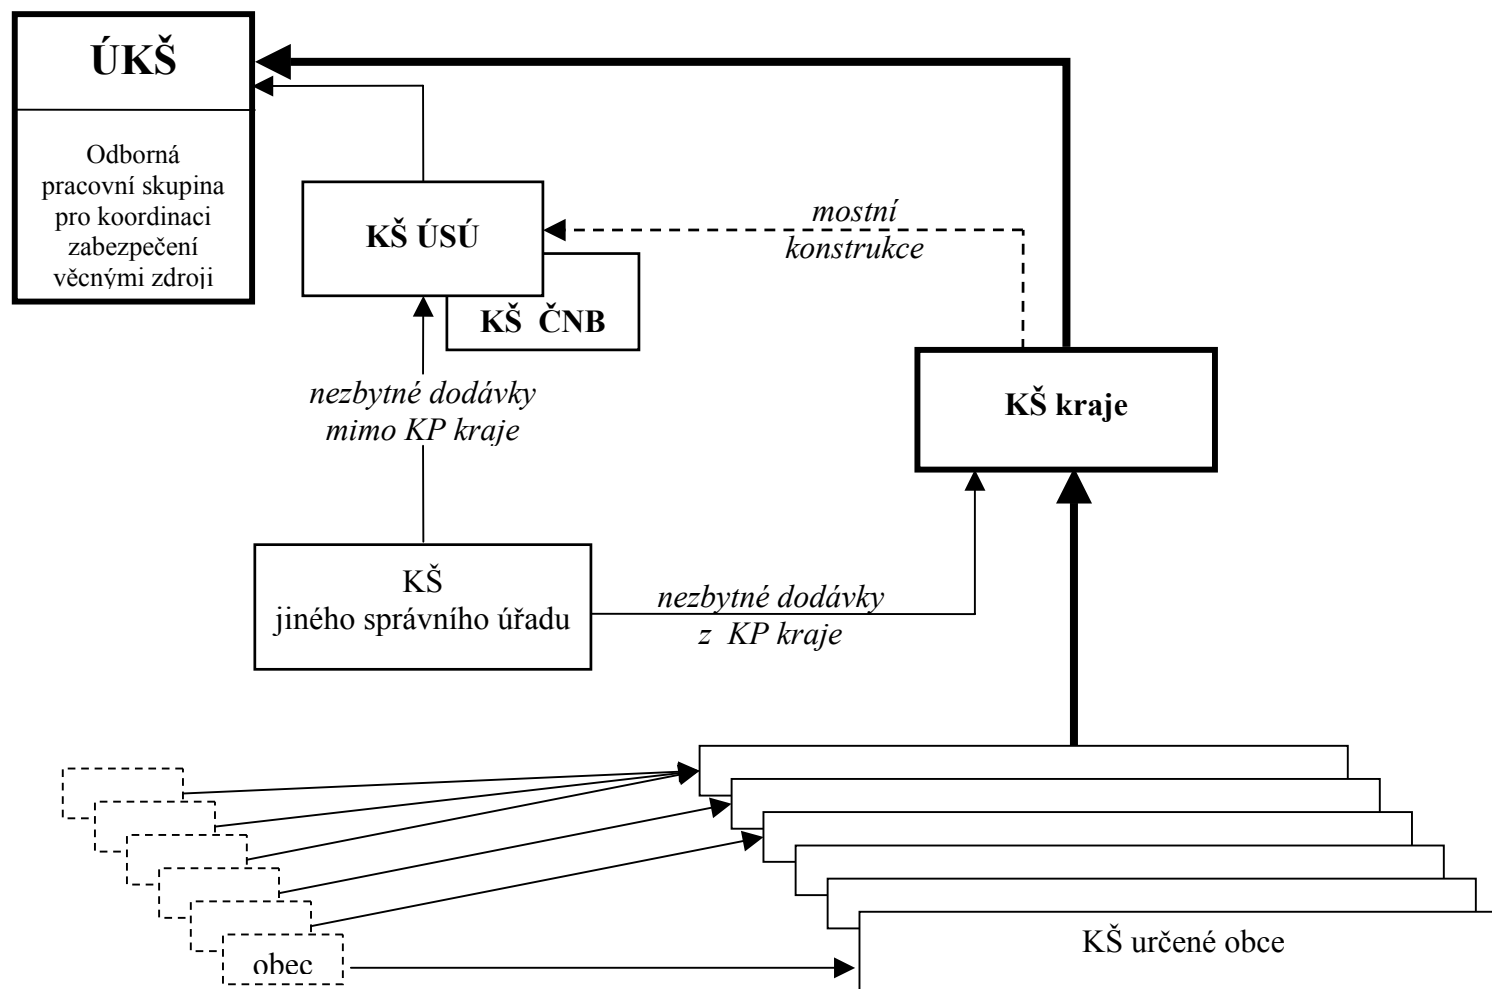 ÚKŠ
Odborná
pracovní skupina
pro koordinaci
zabezpečení
věcnými zdroji
KŠ ÚSÚ
KŠ ČNB
mostní
konstrukce
KŠ kraje
nezbytné dodávky
mimo KP kraje
KŠ
jiného správního úřadu
nezbytné dodávky
z KP kraje
KŠ určené obce
obec